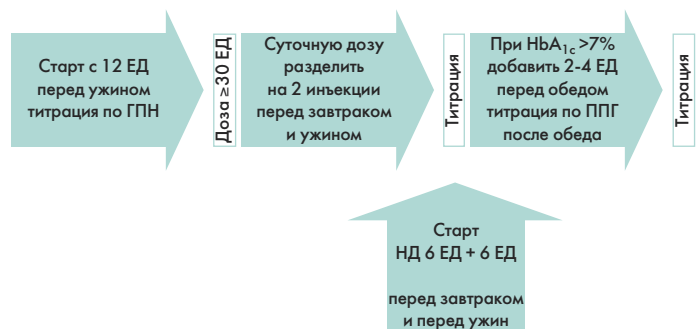 Старт с 12 ЕД
перед ужином
титрация по ГПН
Доза ≥30 ЕД
Суточную дозу
разделить
на 2 инъекции
перед завтраком
и ужином
Титрация
При HbA1c >7%
добавить 2-4 ЕД
перед обедом
титрация по ППГ
после обеда
Титрация
Старт
НД 6 ЕД + 6 ЕД
перед завтраком
и перед ужин